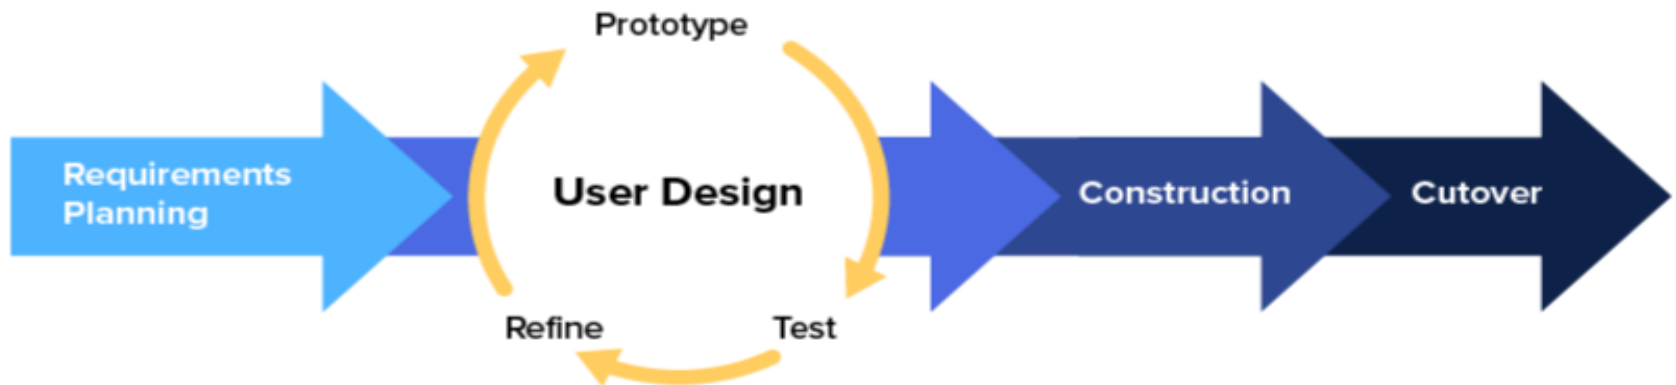 Prototype
Requirements
Planning
User Design
Construction
Cutover
Refine
Test